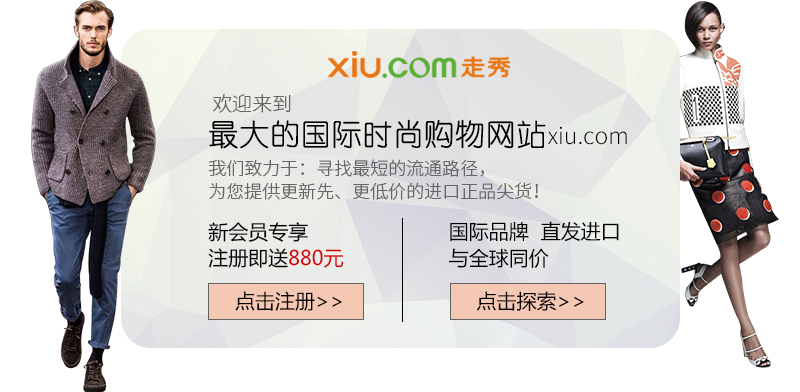 xiu.com走秀
欢迎来到
最大的国际时尚购物网站xiu.com
我们致力于：寻找最短的流通路径，
为您提供更新先、更低价的进口正品尖货！
新会员专享
注册即送880元
点击注册>>
国际品牌 直发进口
与全球同价
点击探索>>